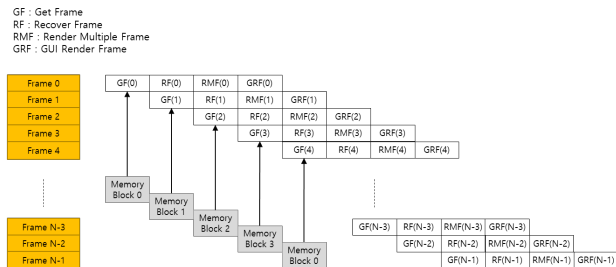 GF : Get Frame
RF : Recover Frame
RMF : Render Multiple Frame
GRF : GUI Render Frame
Frame 0 GF(0) RF(0) RMF(0) GRF(0)
Frame 1 GF(1) RF(1) RMF(1) GRF(1)
Frame 2 GF(2) RF(2) RMF(2) GRF(2)
Frame 3 GF(3) RF(3) RMF(3) GRF(3)
Frame 4 GF(4) RF(4) RMF(4) GRF(4)
Memory
Block 0
Memory
Block 1
Memory
Block 2
Memory
Block 3
Memory
Block 0
Frame N-3 GF(N-3) RF(N-3) RMF(N-3) GRF(N-3)
Frame N-2 GF(N-2) RF(N-2) RMF(N-2) GRF(N-2)
Frame N-1 GF(N-1) RF(N-1) RMF(N-1) GRF(N-1)